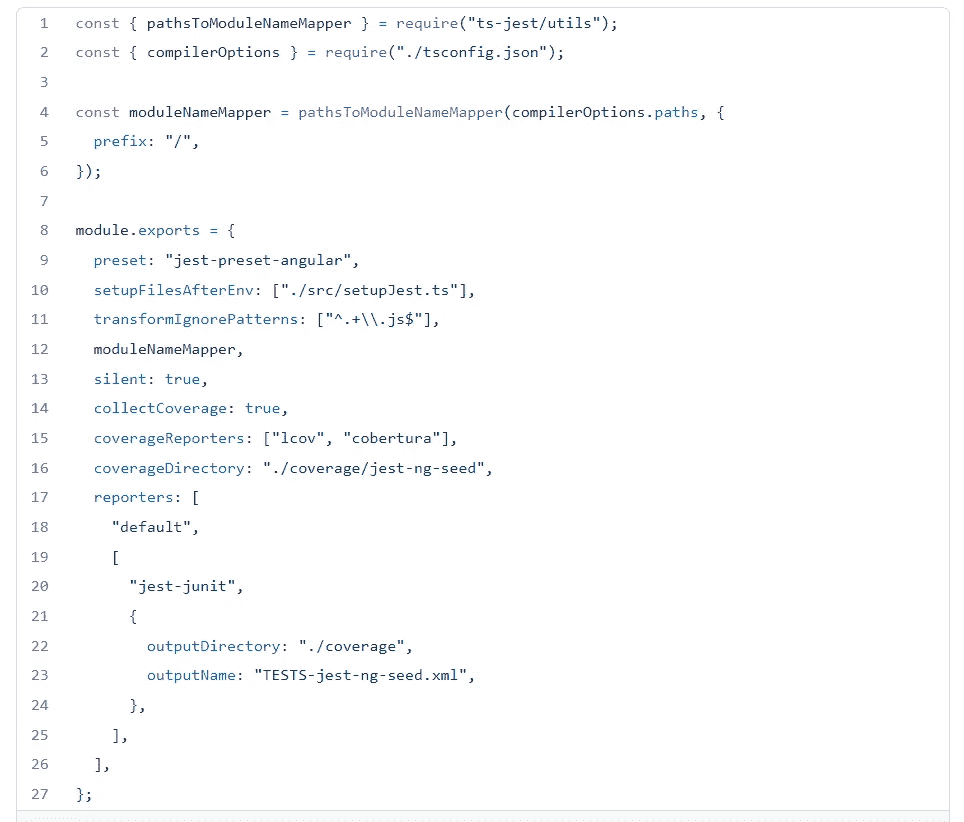 1 const { pathsToModuleNameMapper } = require("ts-jest/utils");
2 const { compilerOptions } = require("./tsconfig.json");
3
4 const moduleNameMapper = pathsToModuleNameMapper(compilerOptions.paths, {
5   prefix: "/",
6 });
7
8 module.exports = {
9   preset: "jest-preset-angular",
10   setupFilesAfterEnv: ["./src/setupJest.ts"],
11   transformIgnorePatterns: ["^.+\\.js$"],
12   moduleNameMapper,
13   silent: true,
14   collectCoverage: true,
15   coverageReporters: ["lcov", "cobertura"],
16   coverageDirectory: "./coverage/jest-ng-seed",
17   reporters: [
18     "default",
19     [
20       "jest-junit",
21       {
22         outputDirectory: "./coverage",
23         outputName: "TESTS-jest-ng-seed.xml",
24       },
25     ],
26   ],
27 };